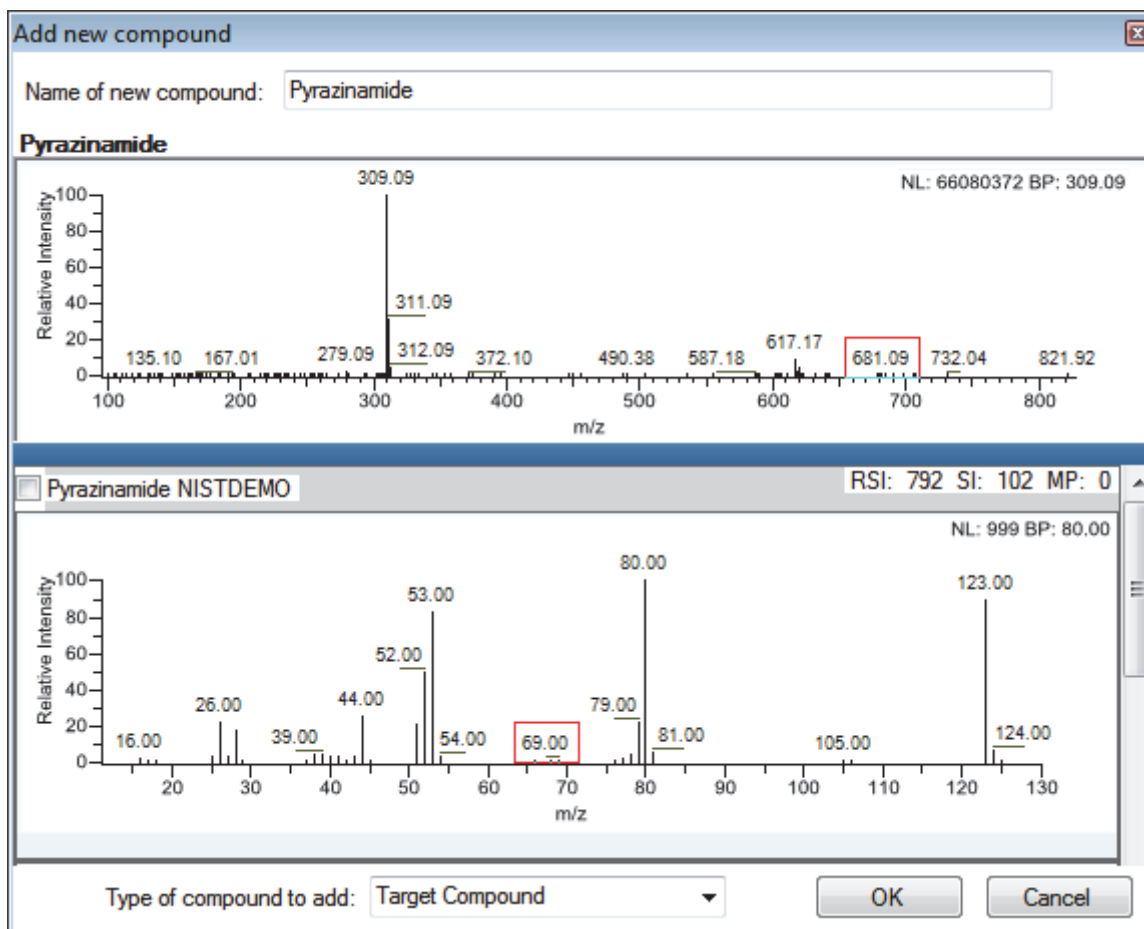 Add new compound
Name of new compound: Pyrazinamide
Pyrazinamide
NL: 66080372 BP: 309.09
309.09
311.09
312.09
135.10 167.01 279.09 372.10 490.38 587.18 617.17 681.09 732.04 821.92
Relative Intensity
100
80
60
40
20
0
100 200 300 400 500 600 700 800
m/z
Pyrazinamide NISTDEMO RSI: 792 SI: 102 MP: 0
NL: 999 BP: 80.00
80.00
53.00 123.00
52.00
26.00 44.00 79.00
16.00 39.00 54.00 69.00 81.00 105.00 124.00
Relative Intensity
100
80
60
40
20
0
20 30 40 50 60 70 80 90 100 110 120 130
m/z
Type of compound to add: Target Compound OK Cancel